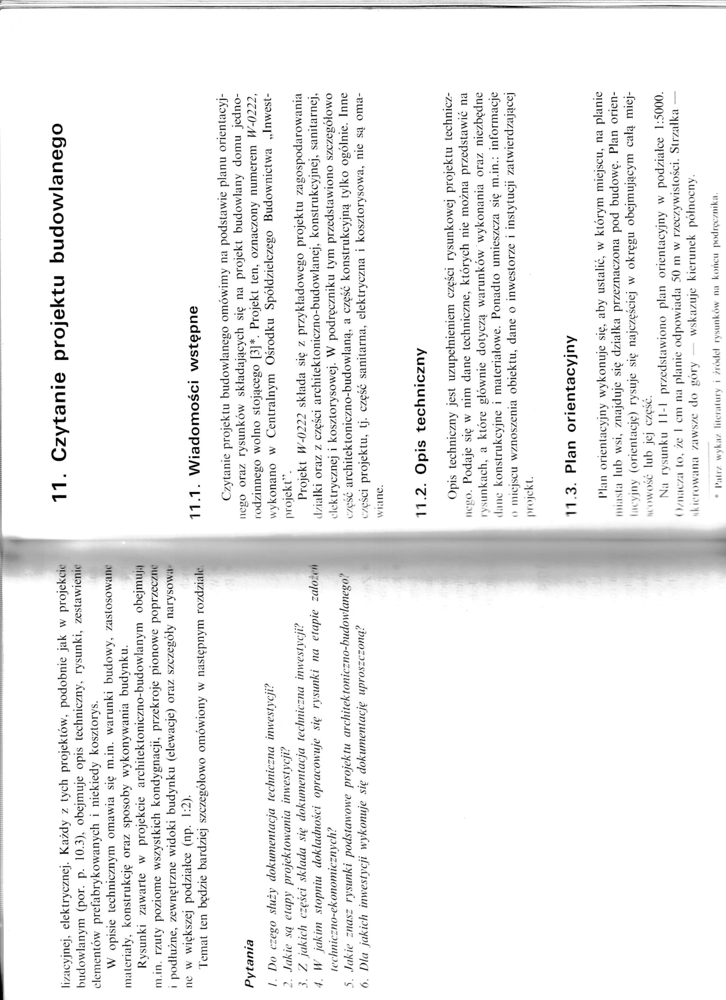 lizacyjnej, elektrycznej. Każdy z tych projektów, podobnie jak w projekcie
budowlanym (por. p. 10.3), obejmuje opis techniczny, rysunki, zestawienie
elementów prefabrykowanych i niekiedy kosztorys.
W opisie technicznym omawia się m.in. warunki budowy, zastosowane
materiały, konstrukcję oraz sposoby wykonywania budynku.
Rysunki zawarte w projekcie architektoniczno-budowlanym obejmują
m.in. rzuty poziome wszystkich kondygnacji, przekroje pionowe poprzeczne
i podłużne, zewnętrzne widoki budynku (elewacje) oraz szczegóły narysowa-
ne w większej podziałce (np. 1:2).
Temat ten będzie bardziej szczegółowo omówiony w następnym rozdziale.
Pytania
1. Do czego służy dokumentacja techniczna inwestycji?
2. Jakie są etapy projektowania inwestycji?
3. Z jakich części składa się dokumentacja techniczna inwestycji?
4. W jakim stopniu dokładności opracowuje się rysunki na etapie założeń
techniczno-ekonomicznych?
5. Jakie znasz rysunki podstawowe projektu architektoniczno-budowlanego?
6. Dla jakich inwestycji wykonuje się dokumentację uproszczoną?
11. Czytanie projektu budowlanego
11.1. Wiadomości wstępne
Czytanie projektu budowlanego omówimy na podstawie planu orientacyj-
nego oraz rysunków składających się na projekt budowlany domu jedno-
rodzinnego wolno stojącego [3]*. Projekt ten, oznaczony numerem W-0222,
wykonano w Centralnym Ośrodku Spółdzielczego Budownictwa „Inwest-
projekt”.
Projekt W-0222 składa się z przykładowego projektu zagospodarowania
działki oraz z części architektoniczno-budowlanej, konstrukcyjnej, sanitarnej,
elektrycznej i kosztorysowej. W podręczniku tym przedstawiono szczegółowo
część architektoniczno-budowlaną, a część konstrukcyjną tylko ogólnie. Inne
części projektu, tj. część sanitarna, elektryczna i kosztorysowa, nie są oma-
wiane.
11.2. Opis techniczny
Opis techniczny jest uzupełnieniem części rysunkowej projektu technicz-
nego. Podaje się w nim dane techniczne, których nie można przedstawić na
rysunkach, a które głównie dotyczą warunków wykonania oraz niezbędne
dane konstrukcyjne i materiałowe. Ponadto umieszcza się m.in.: informacje
o miejscu wznoszenia obiektu, dane o inwestorze i instytucji zatwierdzającej
projekt.
11.3. Plan orientacyjny
Plan orientacyjny wykonuje się, aby ustalić, w którym miejscu, na planie
miasta lub wsi, znajduje się działka przeznaczona pod budowę. Plan orien-
tacyjny (orientację) rysuje się najczęściej w okręgu obejmującym całą miej-
scowość lub jej część.
Na rysunku 11-1 przedstawiono plan orientacyjny w podziałce 1:5000.
Oznacza to, że 1 cm na planie odpowiada 50 m w rzeczywistości. Strzałka —
skierowana zawsze do góry — wskazuje kierunek północny.
* Patrz wykaz literatury i źródeł rysunków na końcu podręcznika.